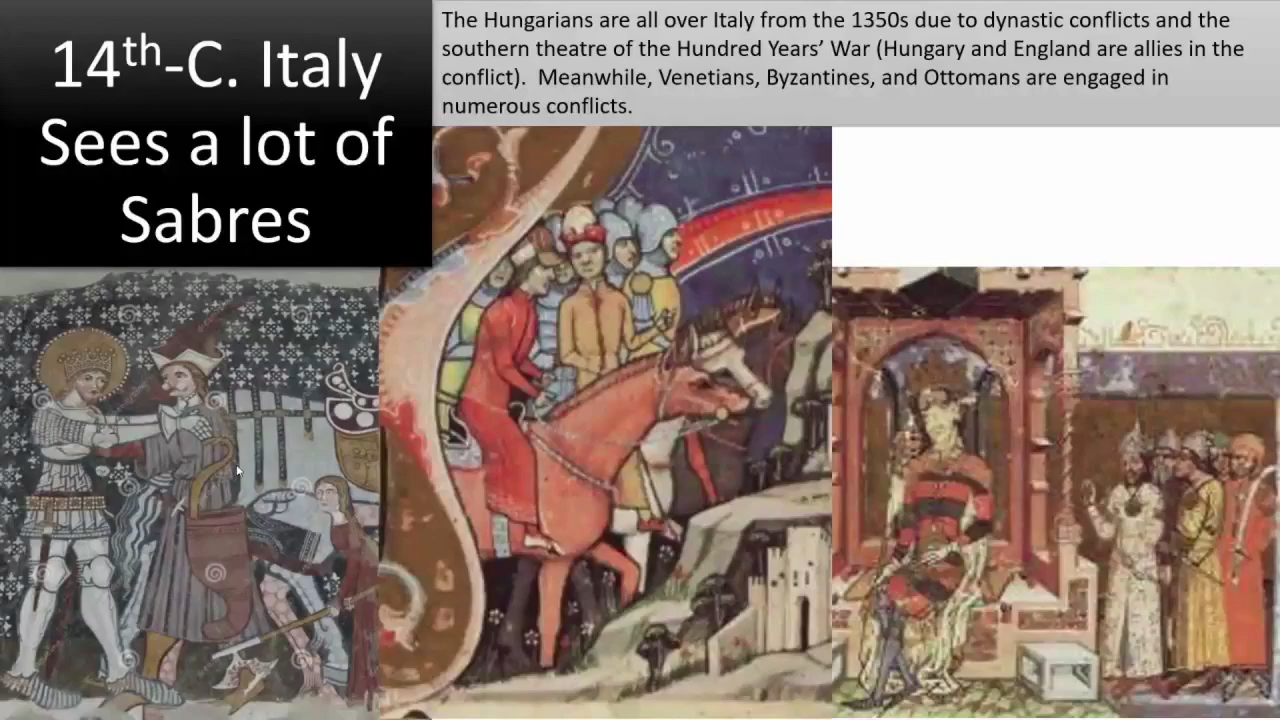 14th-C. Italy
Sees a lot of
Sabres
The Hungarians are all over Italy from the 1350s due to dynastic conflicts and the
southern theatre of the Hundred Years’ War (Hungary and England are allies in the
conflict).  Meanwhile, Venetians, Byzantines, and Ottomans are engaged in
numerous conflicts.